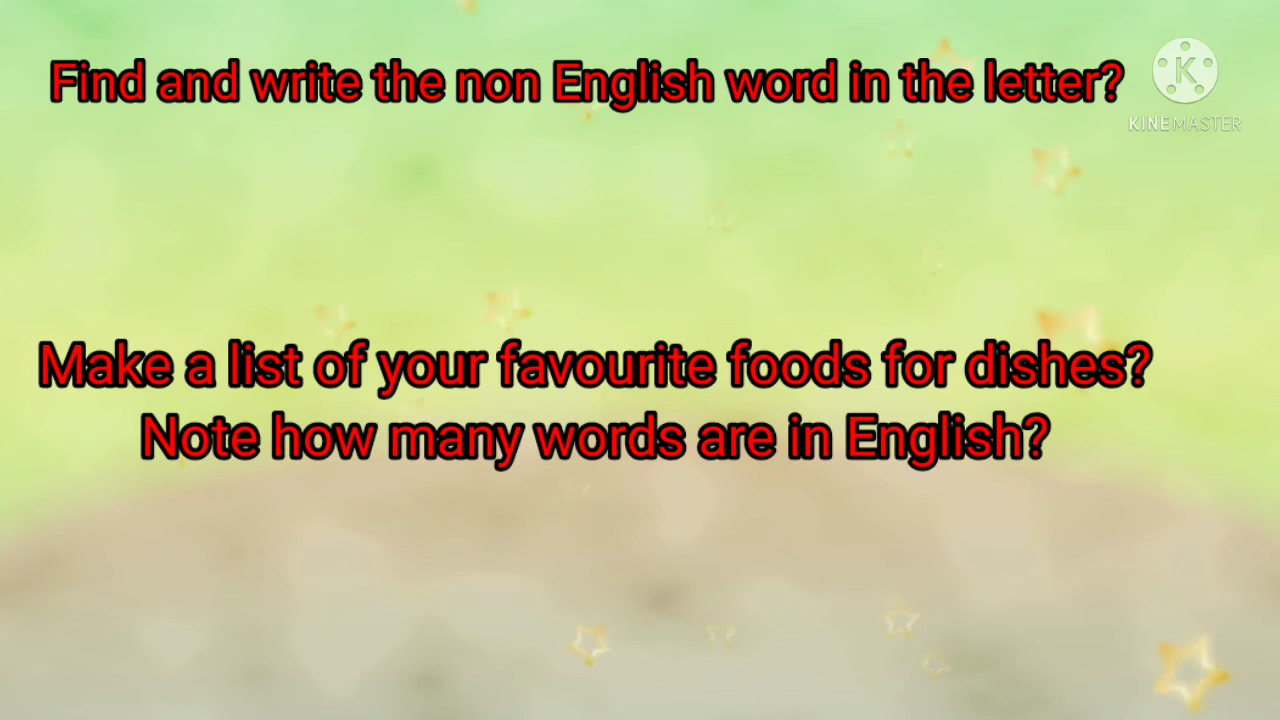 Find and write the non English word in the letter?
KINEMASTER
Make a list of your favourite foods for dishes?
Note how many words are in English?